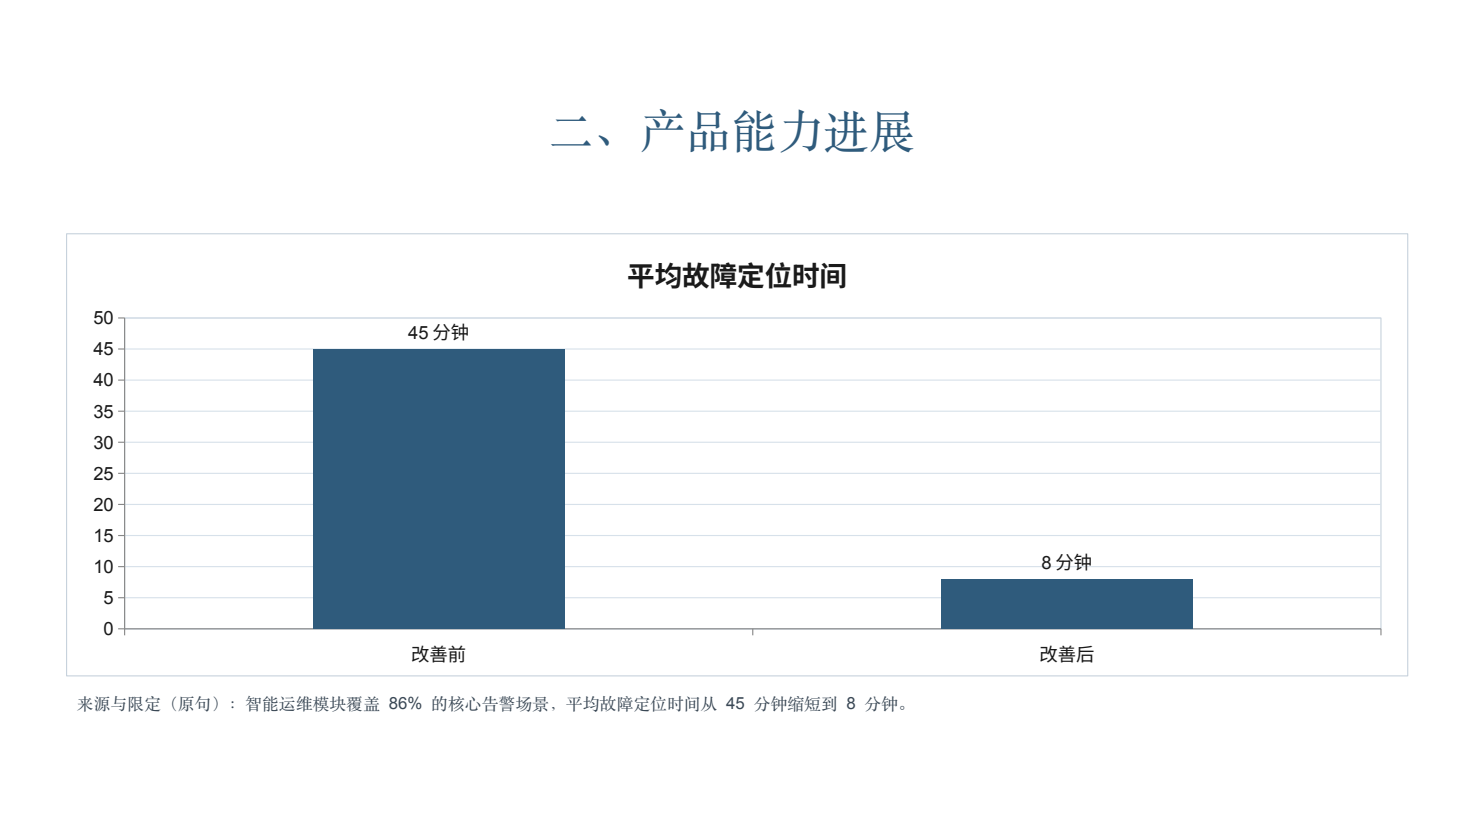 二、产品能力进展
平均故障定位时间
50
45
40
35
30
25
20
15
10
5
0
45 分钟
8 分钟
改善前
改善后
来源与限定（原句）：智能运维模块覆盖 86% 的核心告警场景，平均故障定位时间从 45 分钟缩短到 8 分钟。